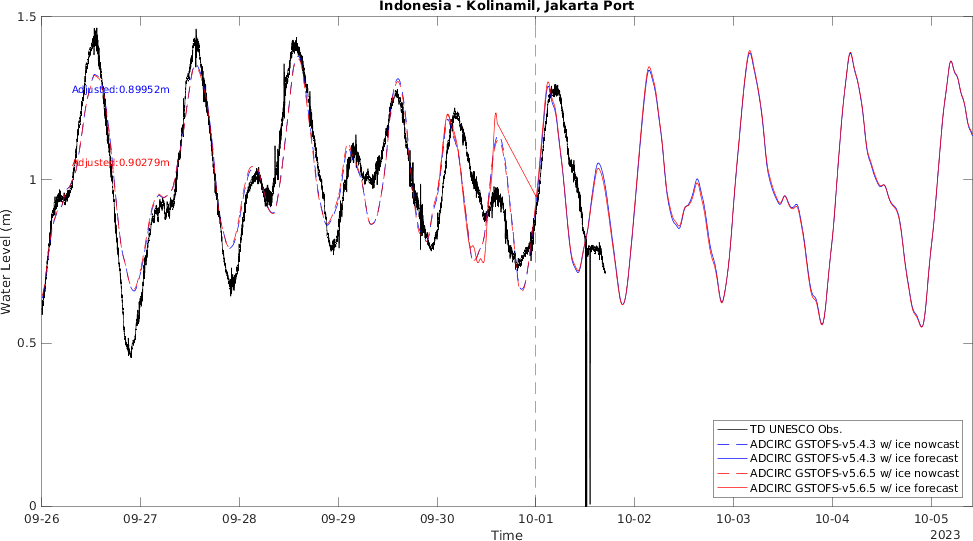 Indonesia - Kolinamil, Jakarta Port
1.5
Adjusted:0.89952m
Adjusted:0.90279m
1
Water Level (m)
0.5
TD UNESCO Obs.
ADCIRC GSTOFS-v5.4.3 w/ ice nowcast
ADCIRC GSTOFS-v5.4.3 w/ ice forecast
ADCIRC GSTOFS-v5.6.5 w/ ice nowcast
ADCIRC GSTOFS-v5.6.5 w/ ice forecast
0
09-26 09-27 09-28 09-29 09-30 10-01 10-02 10-03 10-04 10-05
Time 2023